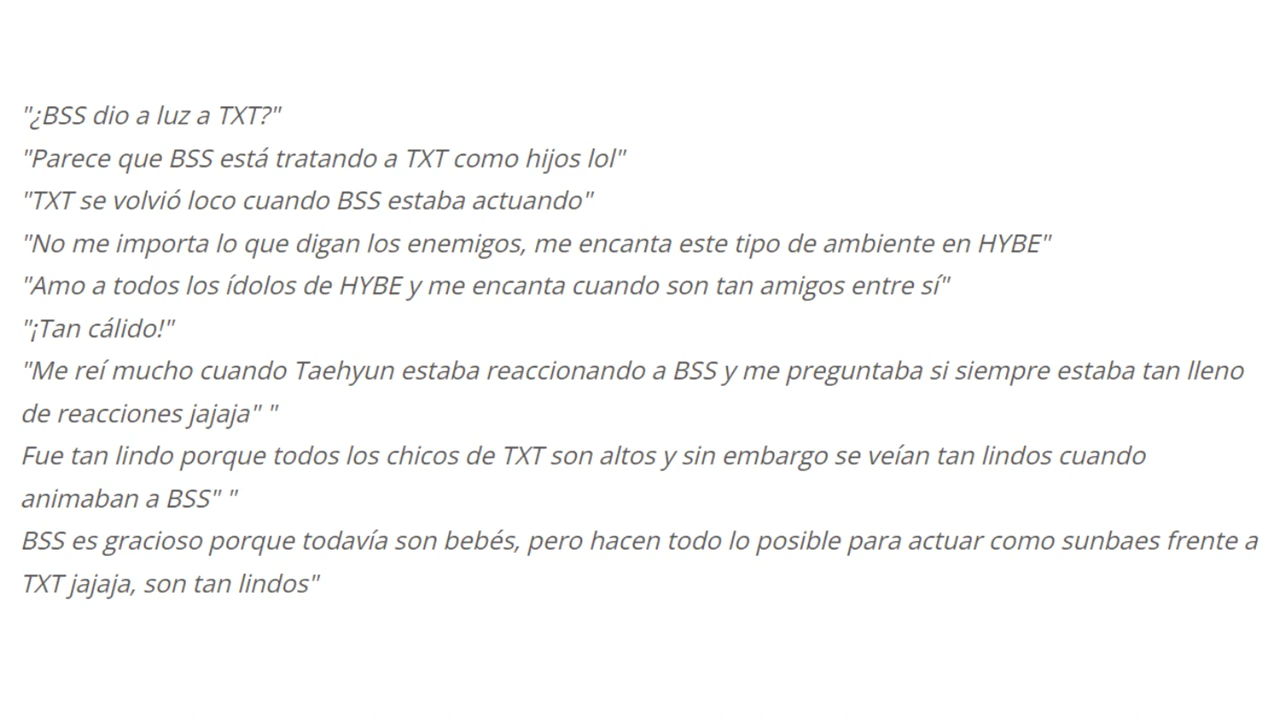 "¿BSS dio a luz a TXT?"
"Parece que BSS está tratando a TXT como hijos lol"
"TXT se volvió loco cuando BSS estaba actuando"
"No me importa lo que digan los enemigos, me encanta este tipo de ambiente en HYBE"
"Amo a todos los ídolos de HYBE y me encanta cuando son tan amigos entre sí"
"¡Tan cálido!"
"Me reí mucho cuando Taehyun estaba reaccionando a BSS y me preguntaba si siempre estaba tan lleno
de reacciones jajaja" "
Fue tan lindo porque todos los chicos de TXT son altos y sin embargo se veían tan lindos cuando
animaban a BSS" "
BSS es gracioso porque todavía son bebés, pero hacen todo lo posible para actuar como sunbaes frente a
TXT jajaja, son tan lindos"